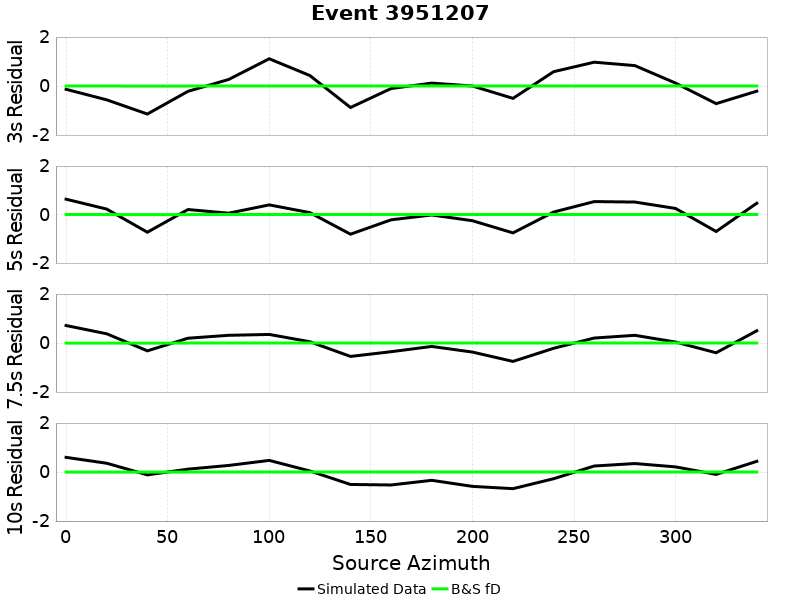 Event 3951207
3s Residual
2
0
-2
5s Residual
2
0
-2
7.5s Residual
2
0
-2
10s Residual
2
0
-2
0 50 100 150 200 250 300
Source Azimuth
Simulated Data B&S fD